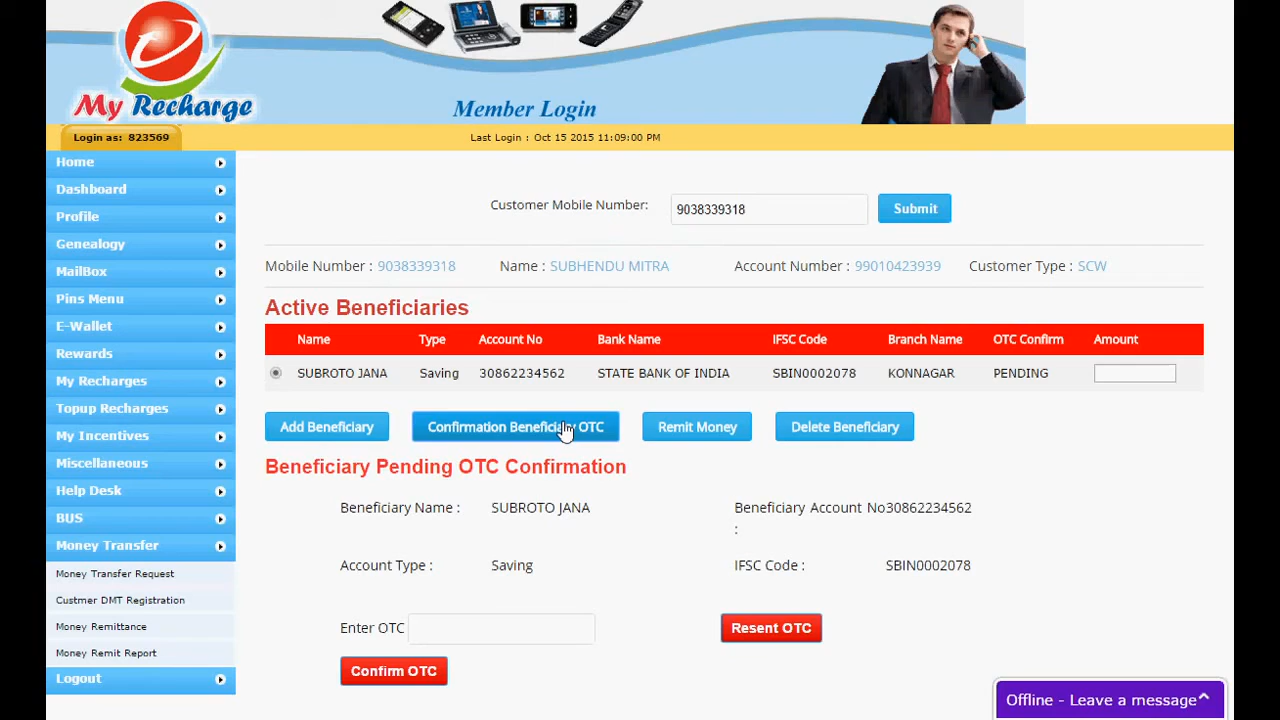 My Recharge
Member Login
Login as: 823569
Last Login : Oct 15 2015 11:09:00 PM
Home
Dashboard
Profile
Genealogy
MailBox
Pins Menu
E-Wallet
Rewards
My Recharges
Topup Recharges
My Incentives
Miscellaneous
Help Desk
BUS
Money Transfer
Money Transfer Request
Custmer DMT Registration
Money Remittance
Money Remit Report
Logout
Customer Mobile Number: 9038339318 Submit
Mobile Number : 9038339318 Name : SUBHENDU MITRA Account Number : 99010423939 Customer Type : SCW
Active Beneficiaries
Name Type Account No Bank Name IFSC Code Branch Name OTC Confirm Amount
SUBROTO JANA Saving 30862234562 STATE BANK OF INDIA SBIN0002078 KONNAGAR PENDING
Add Beneficiary Confirmation Beneficiary OTC Remit Money Delete Beneficiary
Beneficiary Pending OTC Confirmation
Beneficiary Name : SUBROTO JANA Beneficiary Account No30862234562
:
Account Type : Saving IFSC Code : SBIN0002078
Enter OTC Resent OTC
Confirm OTC
Offline - Leave a message